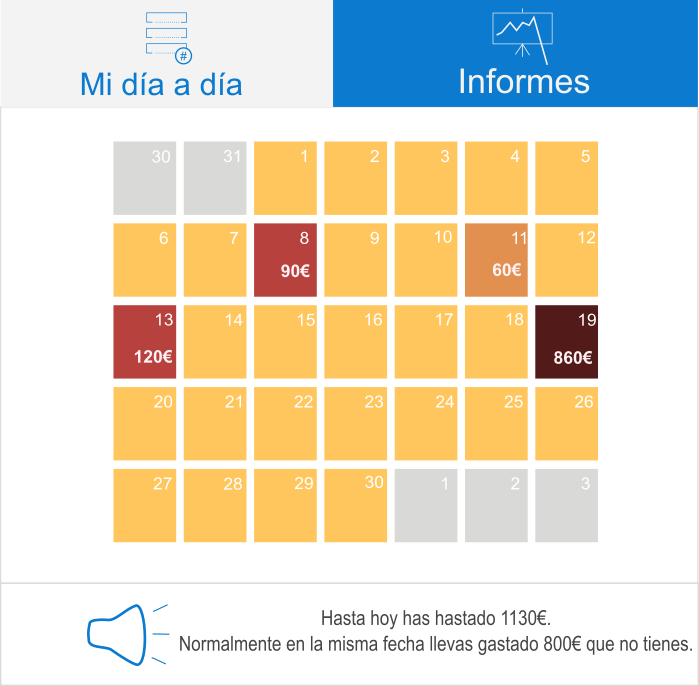 #
Mi día a día
Informes
30 31 1 2 3 4 5
6 7 8 9 10 11 12
90€ 60€
13 14 15 16 17 18 19
120€ 860€
20 21 22 23 24 25 26
27 28 29 30 1 2 3
Hasta hoy has hastado 1130€.
Normalmente en la misma fecha llevas gastado 800€ que no tienes.